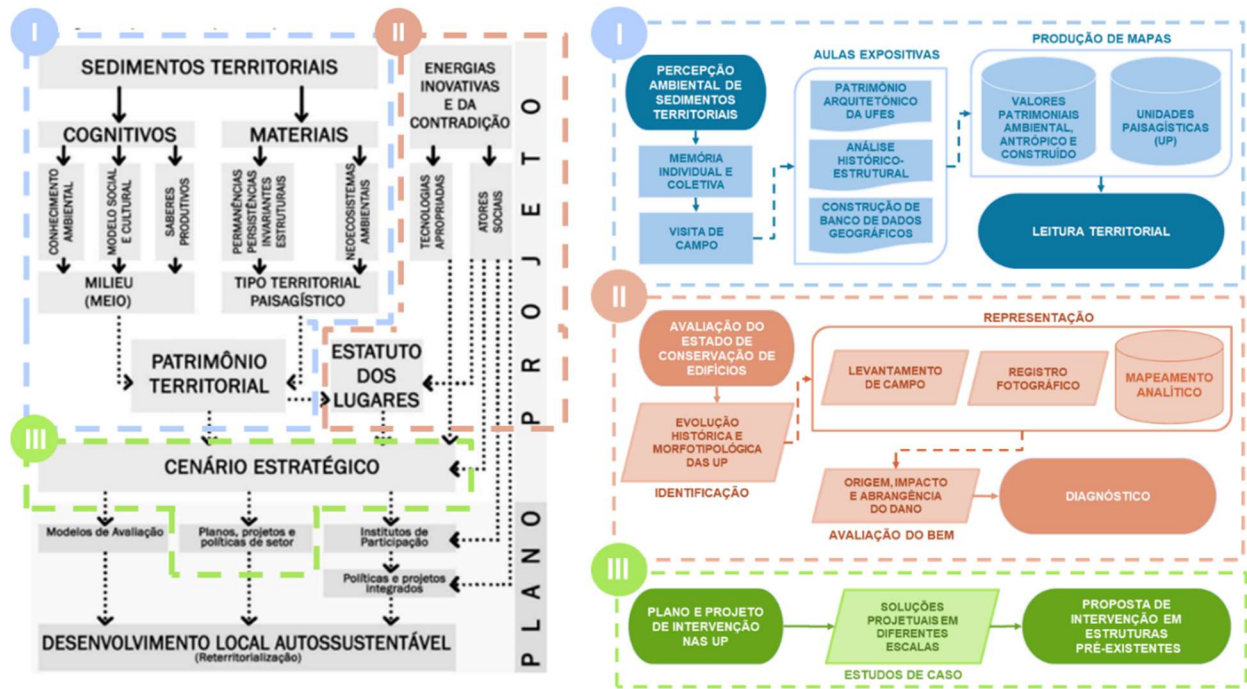 I
II
SEDIMENTOS TERRITORIAIS
ENERGIAS
INOVATIVAS E
E DA
CONTRADIÇÃO
COGNITIVOS
MATERIAIS
CONHECIMENTO
AMBIENTAL
MODELO SOCIAL
E CULTURAL
SABERES
PRODUTIVOS
PERMANÊNCIAS
PERSISTÊNCIAS
INVARIANTES
ESTRUTURAIS
NEOECOSISTEMAS
AMBIENTAIS
TECNOLOGIAS
APROPRIADAS
ATORES
SOCIAIS
MILIEU
(MEIO)
TIPO TERRITORIAL
PAISAGÍSTICO
PATRIMÔNIO
TERRITORIAL
ESTATUTO
DOS
LUGARES
PROJETO
III
CENÁRIO ESTRATÉGICO
Modelos de Avaliação
Planos, projetos e
políticas de setor
Institutos de
Participação
Políticas e projetos
integrados
DESENVOLVIMENTO LOCAL AUTOSSUSTENTÁVEL
(Reterritorialização)
PLANO
I
PERCEPÇÃO
AMBIENTAL DE
SEDIMENTOS
TERRITORIAIS
MEMÓRIA
INDIVIDUAL E
COLETIVA
VISITA DE
CAMPO
AULAS EXPOSITIVAS
PATRIMÔNIO
ARQUITETÔNICO
DA UFES
ANÁLISE
HISTÓRICO-
ESTRUTURAL
CONSTRUÇÃO DE
BANCO DE DADOS
GEOGRÁFICOS
PRODUÇÃO DE MAPAS
VALORES
PATRIMONIAIS
AMBIENTAL,
ANTRÓPICO E
CONSTRUÍDO
UNIDADES
PAISAGÍSTICAS
(UP)
LEITURA TERRITORIAL
II
AVALIAÇÃO DO
ESTADO DE
CONSERVAÇÃO DE
EDIFÍCIOS
EVOLUÇÃO
HISTÓRICA E
MORFOTIPOLÓGICA
DAS UP
IDENTIFICAÇÃO
REPRESENTAÇÃO
LEVANTAMENTO
DE CAMPO
REGISTRO
FOTOGRÁFICO
MAPEAMENTO
ANALÍTICO
ORIGEM, IMPACTO
E ABRANGÊNCIA
DO DANO
AVALIAÇÃO DO BEM
DIAGNÓSTICO
III
PLANO E PROJETO
DE INTERVENÇÃO
NAS UP
SOLUÇÕES
PROJETUAIS EM
DIFERENTES
ESCALAS
ESTUDOS DE CASO
PROPOSTA DE
INTERVENÇÃO EM
ESTRUTURAS
PRÉ-EXISTENTES